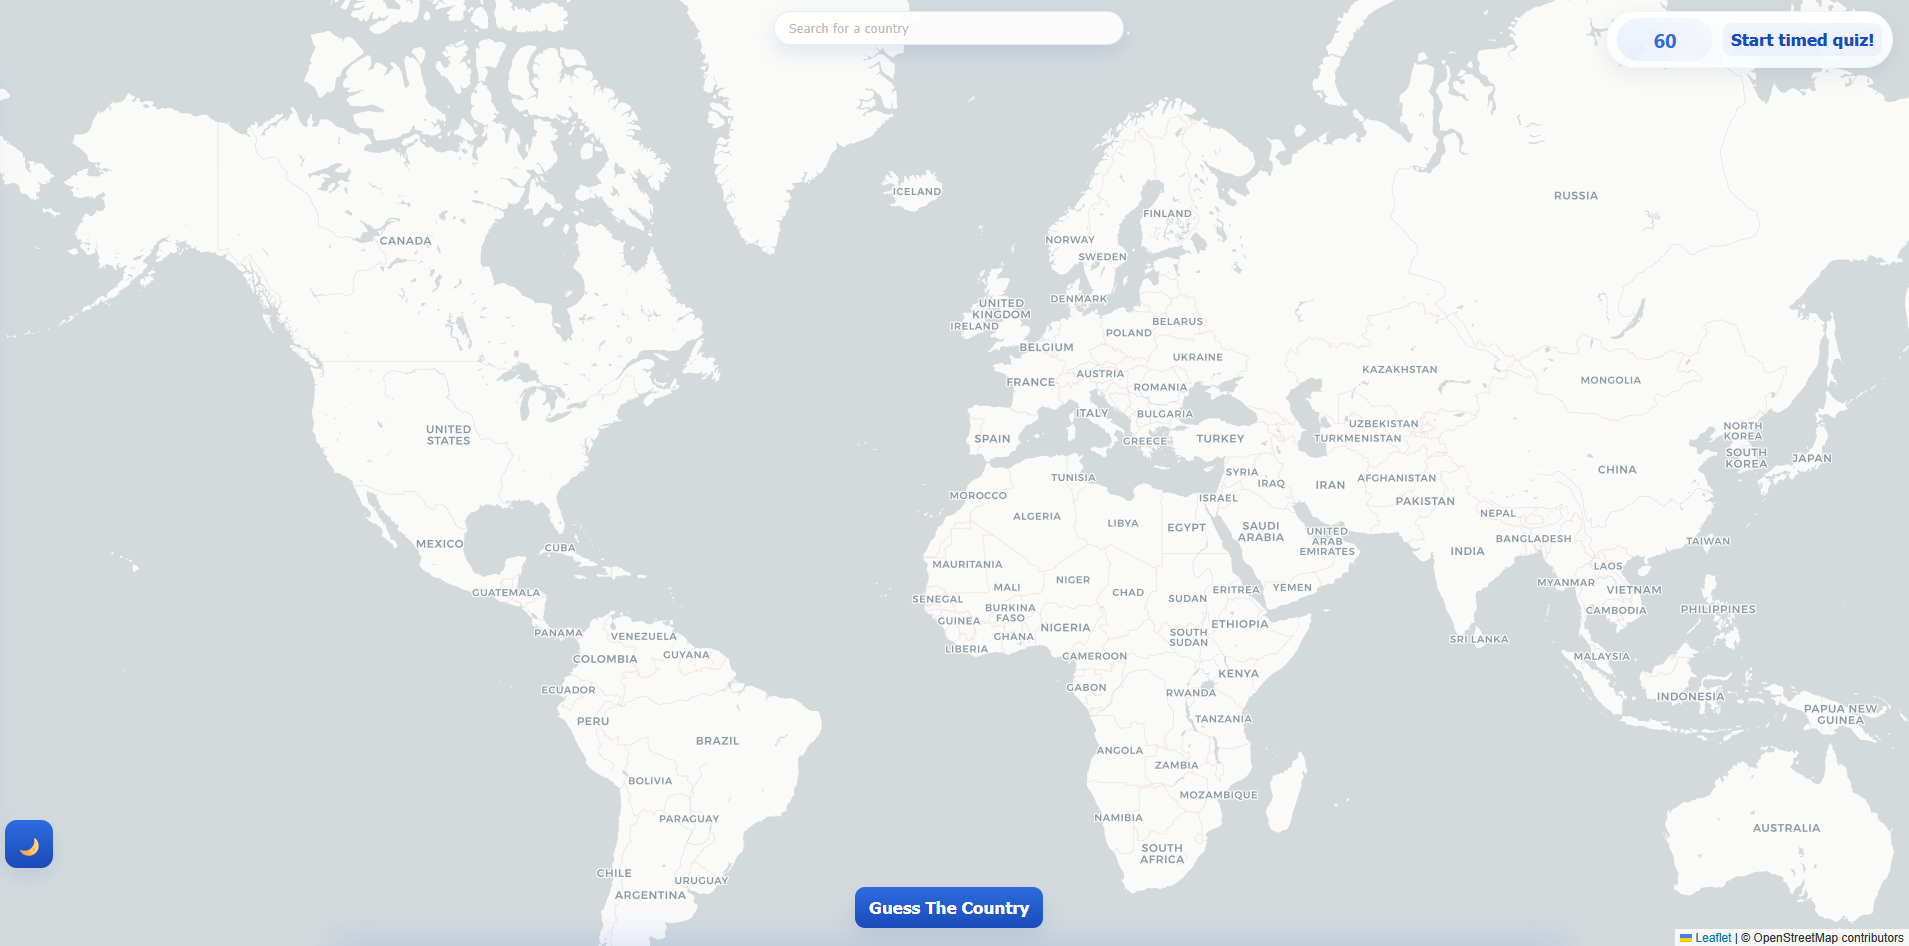 Search for a country
60
Start timed quiz!
ICELAND
RUSSIA
FINLAND
CANADA
NORWAY
SWEDEN
DENMARK
UNITED
KINGDOM
IRELAND
BELARUS
POLAND
BELGIUM
UKRAINE
KAZAKHSTAN
AUSTRIA
FRANCE
ROMANIA
MONGOLIA
ITALY
BULGARIA
UZBEKISTAN
UNITED
STATES
SPAIN
GREECE
TURKEY
TURKMENISTAN
NORTH
KOREA
SOUTH
KOREA
JAPAN
CHINA
TUNISIA
SYRIA
IRAQ
IRAN
AFGHANISTAN
MOROCCO
ISRAEL
PAKISTAN
ALGERIA
LIBYA
EGYPT
SAUDI
ARABIA
UNITED
ARAB
EMIRATES
NEPAL
BANGLADESH
TAIWAN
MEXICO
CUBA
INDIA
MAURITANIA
LAOS
NIGER
MALI
CHAD
MYANMAR
ERITREA
YEMEN
VIETNAM
GUATEMALA
SENEGAL
SUDAN
BURKINA
FASO
CAMBODIA
PHILIPPINES
GUINEA
NIGERIA
ETHIOPIA
PANAMA
VENEZUELA
GHANA
SOUTH
SUDAN
SRI LANKA
LIBERIA
COLOMBIA
GUYANA
CAMEROON
MALAYSIA
KENYA
ECUADOR
GABON
RWANDA
INDONESIA
PERU
TANZANIA
PAPUA NEW
GUINEA
BRAZIL
ANGOLA
ZAMBIA
BOLIVIA
MOZAMBIQUE
PARAGUAY
NAMIBIA
AUSTRALIA
SOUTH
AFRICA
CHILE
URUGUAY
ARGENTINA
Guess The Country
Leaflet | © OpenStreetMap contributors